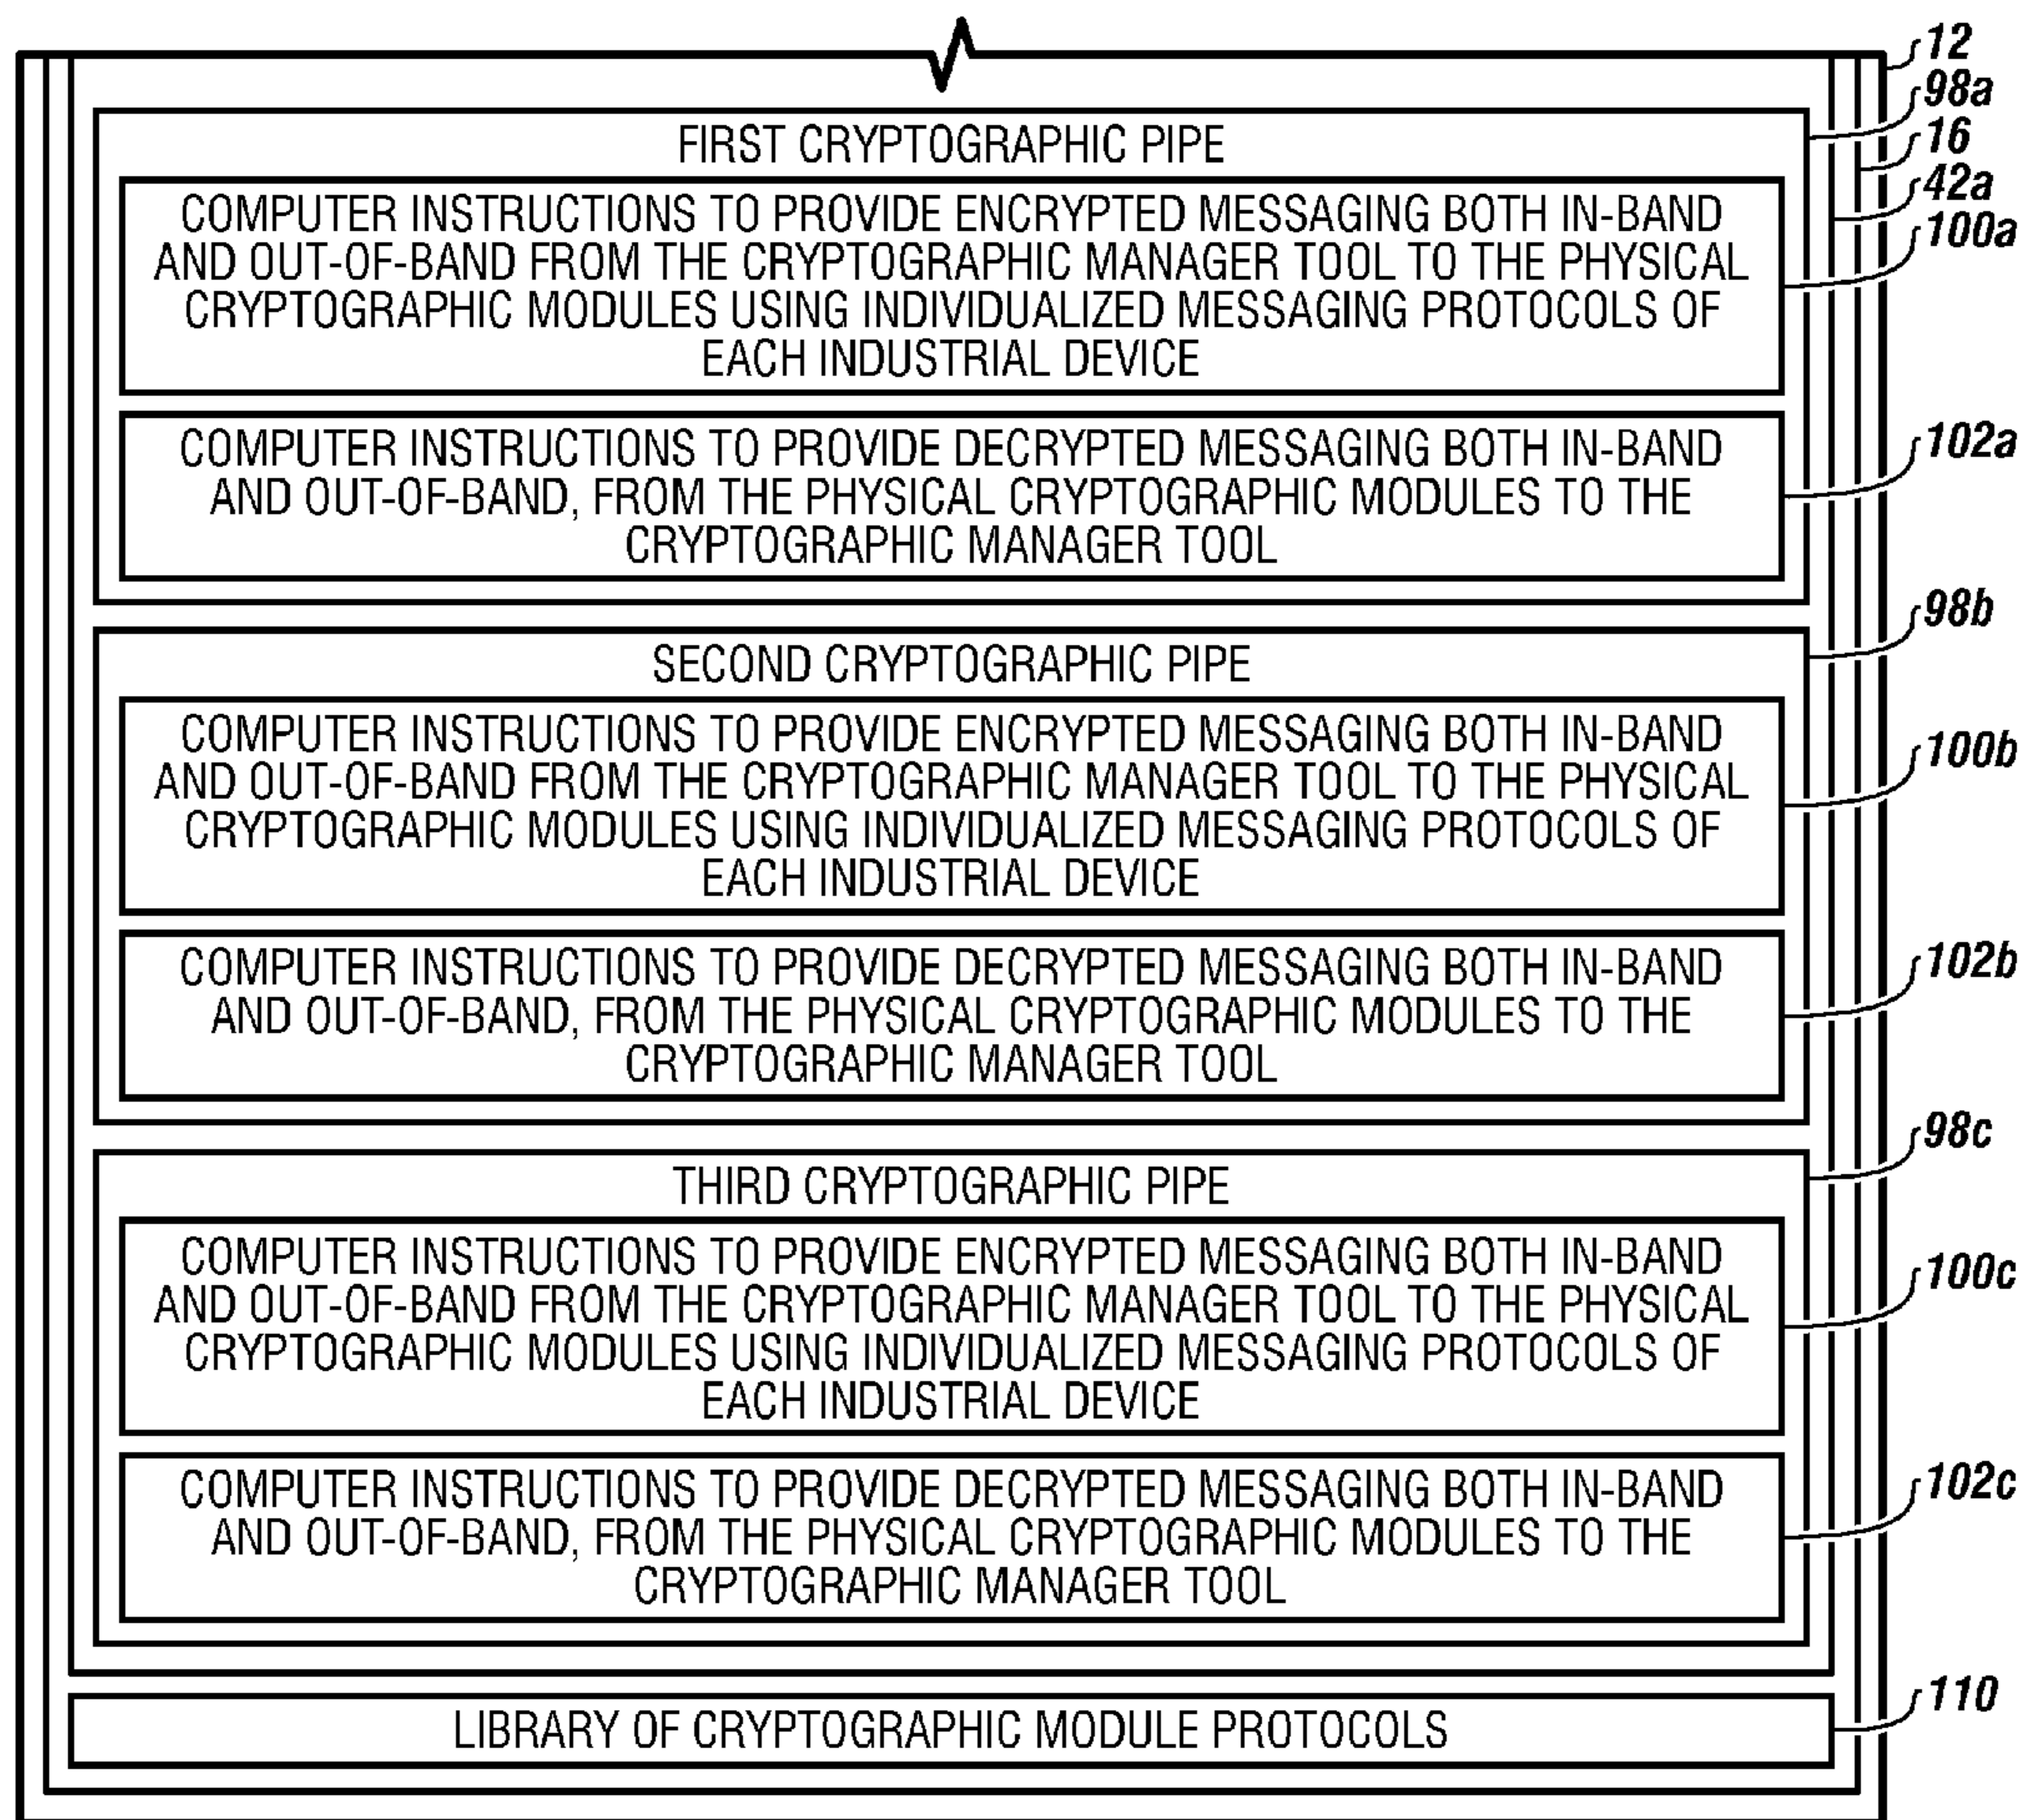 12
98a
FIRST CRYPTOGRAPHIC PIPE
16
42a
COMPUTER INSTRUCTIONS TO PROVIDE ENCRYPTED MESSAGING BOTH IN-BAND
100a
AND OUT-OF-BAND FROM THE CRYPTOGRAPHIC MANAGER TOOL TO THE PHYSICAL
CRYPTOGRAPHIC MODULES USING INDIVIDUALIZED MESSAGING PROTOCOLS OF
EACH INDUSTRIAL DEVICE
COMPUTER INSTRUCTIONS TO PROVIDE DECRYPTED MESSAGING BOTH IN-BAND
102a
AND OUT-OF-BAND, FROM THE PHYSICAL CRYPTOGRAPHIC MODULES TO THE
CRYPTOGRAPHIC MANAGER TOOL
98b
SECOND CRYPTOGRAPHIC PIPE
COMPUTER INSTRUCTIONS TO PROVIDE ENCRYPTED MESSAGING BOTH IN-BAND
100b
AND OUT-OF-BAND FROM THE CRYPTOGRAPHIC MANAGER TOOL TO THE PHYSICAL
CRYPTOGRAPHIC MODULES USING INDIVIDUALIZED MESSAGING PROTOCOLS OF
EACH INDUSTRIAL DEVICE
COMPUTER INSTRUCTIONS TO PROVIDE DECRYPTED MESSAGING BOTH IN-BAND
102b
AND OUT-OF-BAND, FROM THE PHYSICAL CRYPTOGRAPHIC MODULES TO THE
CRYPTOGRAPHIC MANAGER TOOL
98c
THIRD CRYPTOGRAPHIC PIPE
COMPUTER INSTRUCTIONS TO PROVIDE ENCRYPTED MESSAGING BOTH IN-BAND
100c
AND OUT-OF-BAND FROM THE CRYPTOGRAPHIC MANAGER TOOL TO THE PHYSICAL
CRYPTOGRAPHIC MODULES USING INDIVIDUALIZED MESSAGING PROTOCOLS OF
EACH INDUSTRIAL DEVICE
COMPUTER INSTRUCTIONS TO PROVIDE DECRYPTED MESSAGING BOTH IN-BAND
102c
AND OUT-OF-BAND, FROM THE PHYSICAL CRYPTOGRAPHIC MODULES TO THE
CRYPTOGRAPHIC MANAGER TOOL
110
LIBRARY OF CRYPTOGRAPHIC MODULE PROTOCOLS